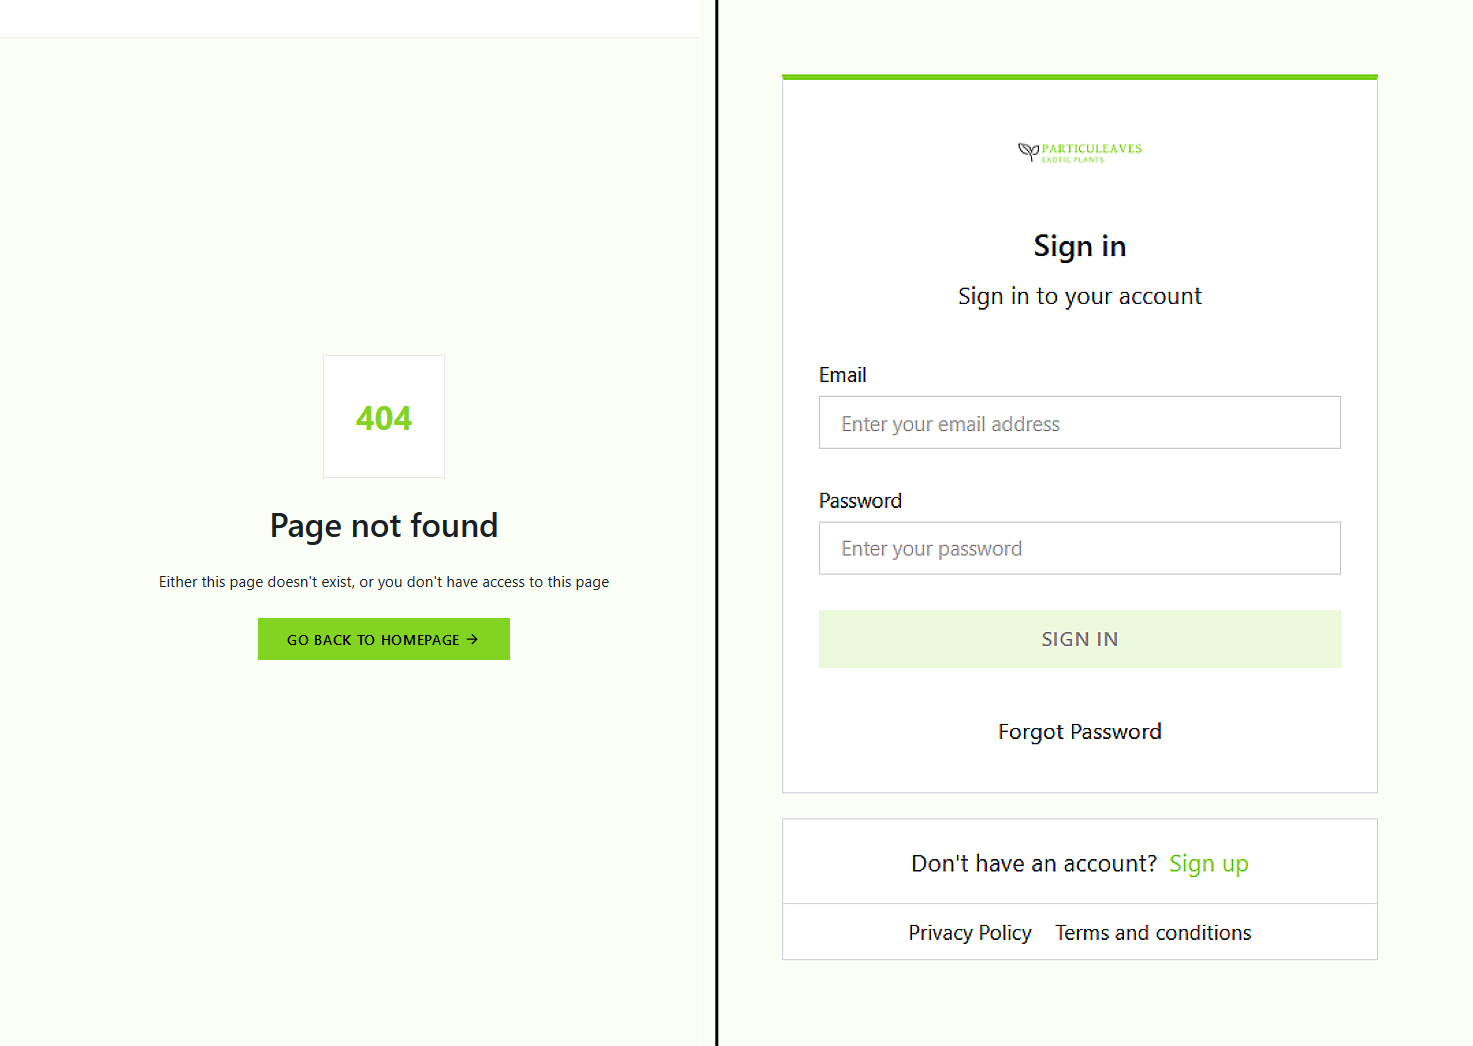 404
Page not found
Either this page doesn't exist, or you don't have access to this page
GO BACK TO HOMEPAGE →
PARTICULEAVES
EXOTIC PLANTS
Sign in
Sign in to your account
Email
Enter your email address
Password
Enter your password
SIGN IN
Forgot Password
Don't have an account? Sign up
Privacy Policy Terms and conditions